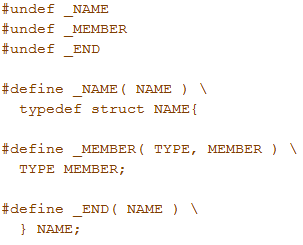 #undef _NAME
#undef _MEMBER
#undef _END
#define _NAME( NAME ) \
typedef struct NAME{
#define _MEMBER( TYPE, MEMBER ) \
TYPE MEMBER;
#define _END( NAME ) \
} NAME;